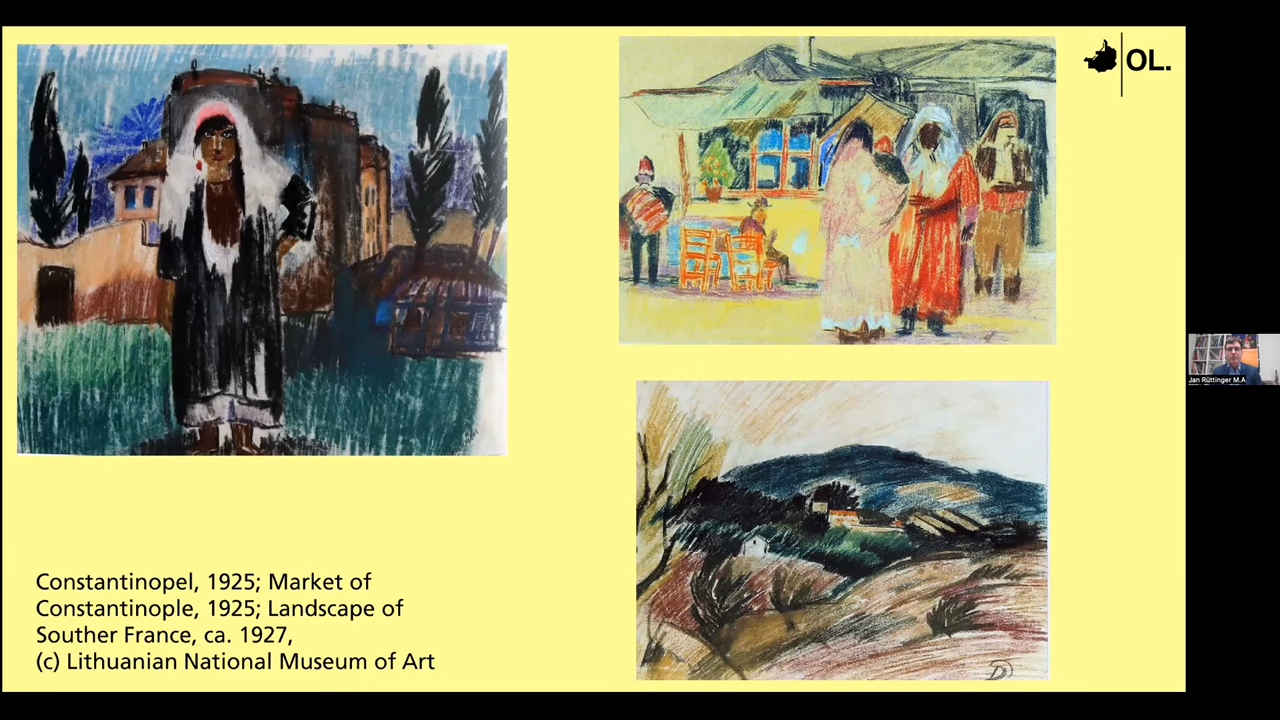 OL.
Jan Rüttinger M.A
Constantinopel, 1925; Market of
Constantinople, 1925; Landscape of
Souther France, ca. 1927,
(c) Lithuanian National Museum of Art